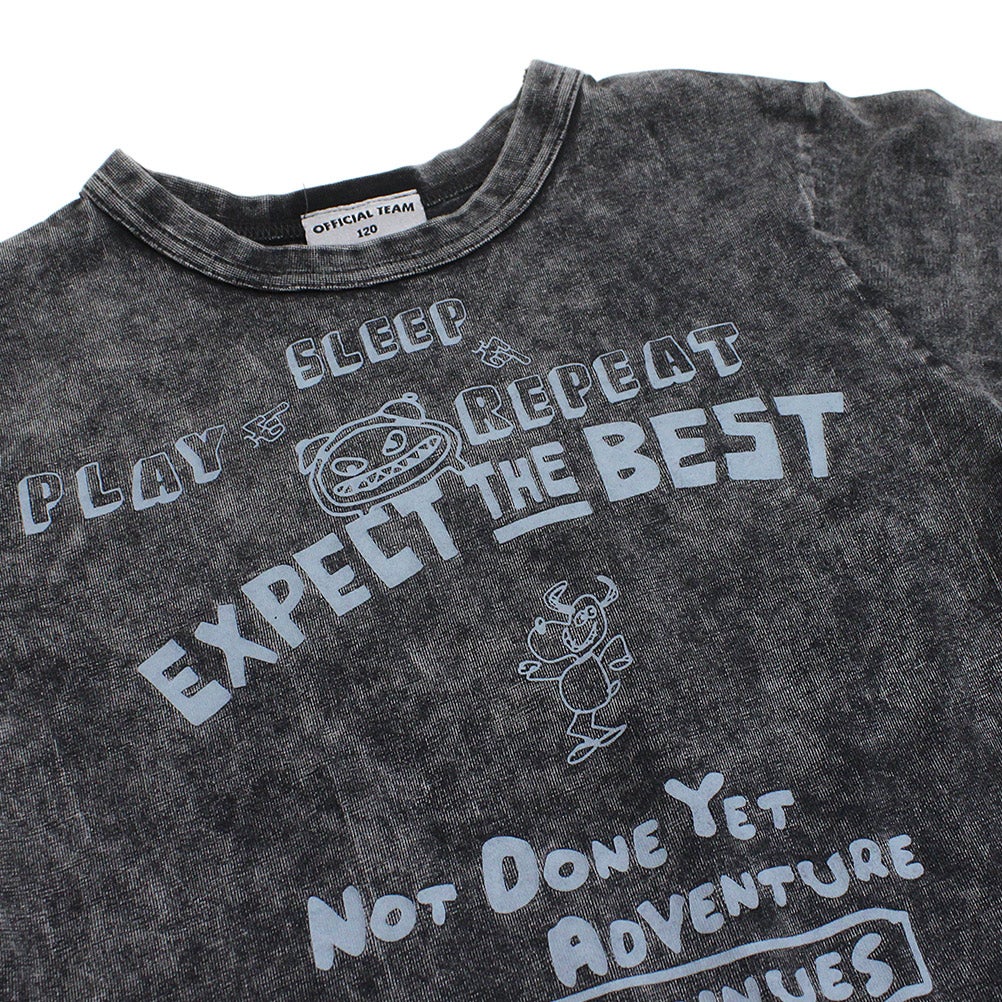 OFFICIAL TEAM
120
SLEEP
PLAY REPEAT
EXPECT THE BEST
NOT DONE YET
ADVENTURE